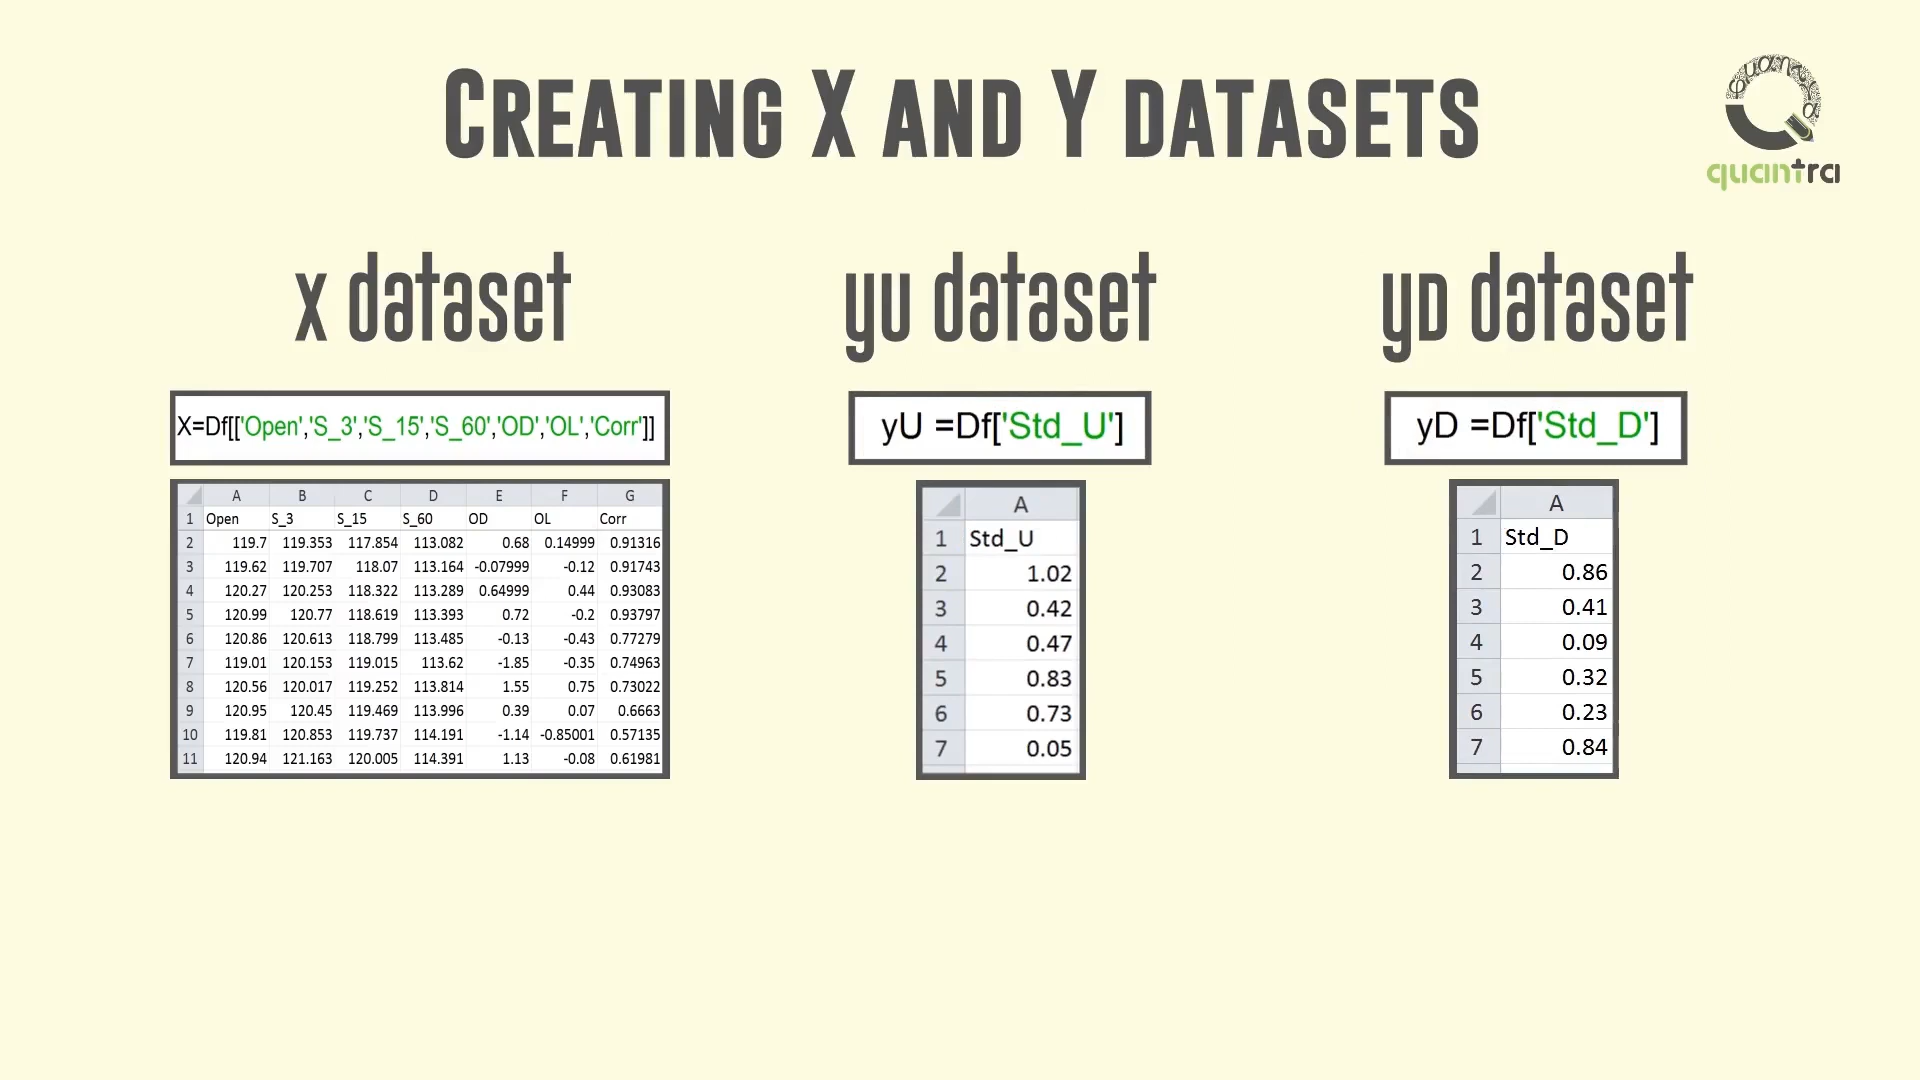 CREATING X AND Y DATASETS
quantra
quantra
x dataset
yU dataset
yD dataset
X=Df[['Open','S_3','S_15','S_60','OD','OL','Corr']]
yU =Df['Std_U']
yD =Df['Std_D']
A B C D E F G
1 Open S_3 S_15 S_60 OD OL Corr
2 119.7 119.353 117.854 113.082 0.68 0.14999 0.91316
3 119.62 119.707 118.07 113.164 -0.07999 -0.12 0.91743
4 120.27 120.253 118.322 113.289 0.64999 0.44 0.93083
5 120.99 120.77 118.619 113.393 0.72 -0.2 0.93797
6 120.86 120.613 118.799 113.485 -0.13 -0.43 0.77279
7 119.01 120.153 119.015 113.62 -1.85 -0.35 0.74963
8 120.56 120.017 119.252 113.814 1.55 0.75 0.73022
9 120.95 120.45 119.469 113.996 0.39 0.07 0.6663
10 119.81 120.853 119.737 114.191 -1.14 -0.85001 0.57135
11 120.94 121.163 120.005 114.391 1.13 -0.08 0.61981
A
1 Std_U
2 1.02
3 0.42
4 0.47
5 0.83
6 0.73
7 0.05
A
1 Std_D
2 0.86
3 0.41
4 0.09
5 0.32
6 0.23
7 0.84